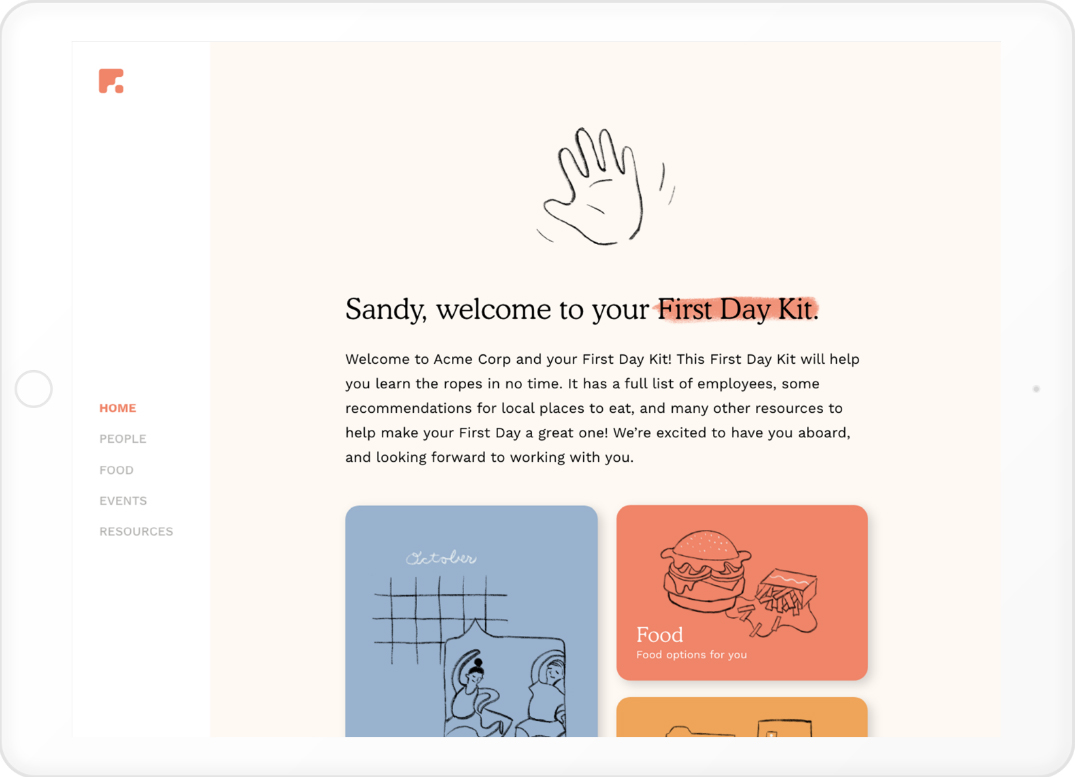 Sandy, welcome to your First Day Kit.
Welcome to Acme Corp and your First Day Kit! This First Day Kit will help
you learn the ropes in no time. It has a full list of employees, some
recommendations for local places to eat, and many other resources to
help make your First Day a great one! We’re excited to have you aboard,
and looking forward to working with you.
HOME
PEOPLE
FOOD
EVENTS
RESOURCES
October
Food
Food options for you